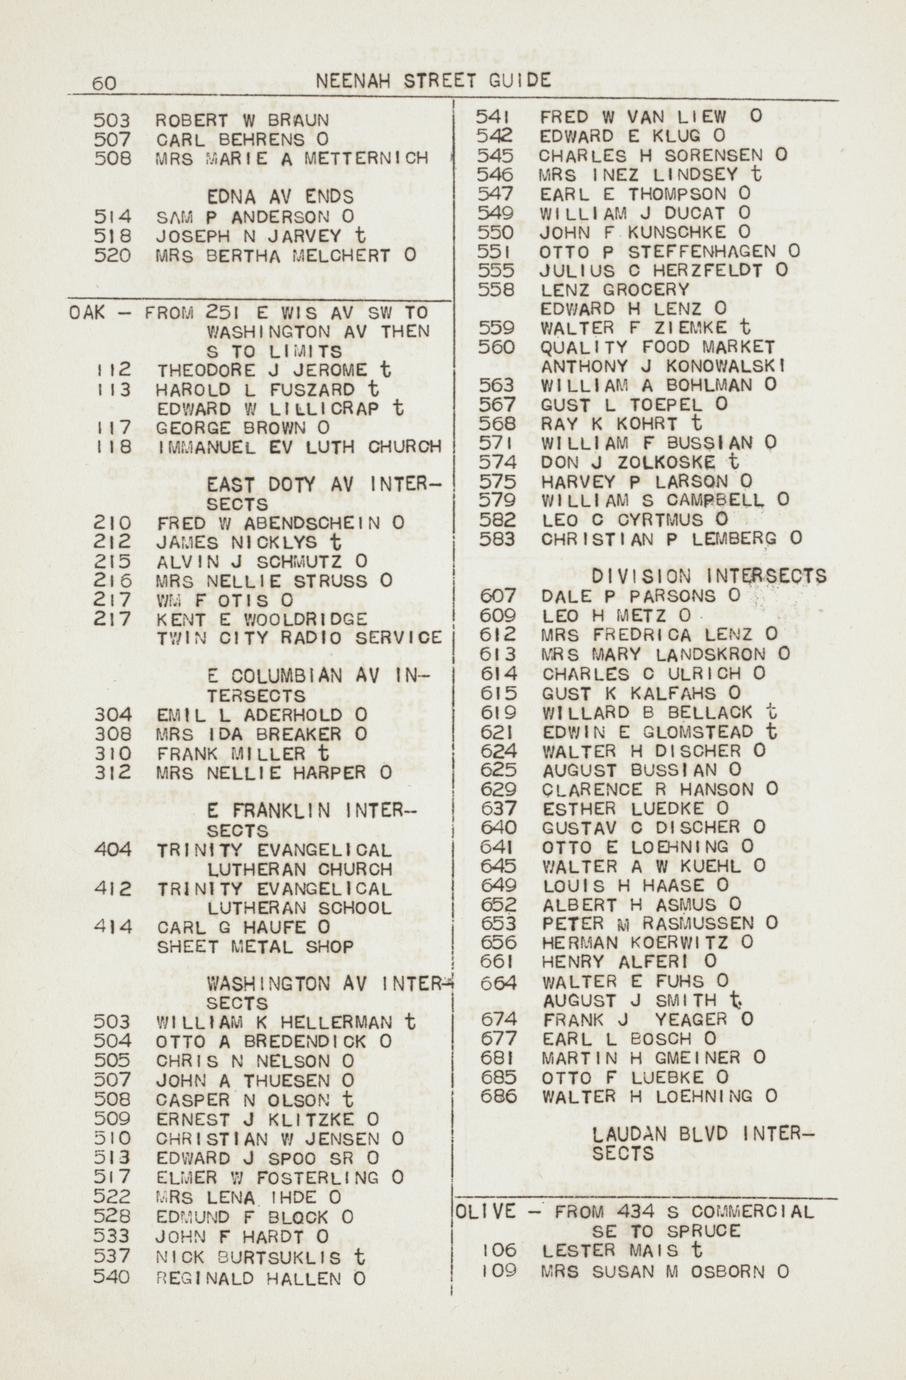 60
NEENAH STREET GUIDE
503 ROBERT W BRAUN
507 CARL BEHRENS O
508 MRS MARIE A METTERNICH
EDNA AV ENDS
514 SAM P ANDERSON O
518 JOSEPH N JARVEY t
520 MRS BERTHA MELCHERT O
OAK — FROM 251 E WIS AV SW TO
WASHINGTON AV THEN
S TO LIMITS
112 THEODORE J JEROME t
113 HAROLD L FUSZARD t
EDWARD W LILLICRAP t
117 GEORGE BROWN O
118 IMMANUEL EV LUTH CHURCH
EAST DOTY AV INTER—
SECTS
210 FRED W ABENDSCHEIN O
212 JAMES NICKLYS t
215 ALVIN J SCHMUTZ O
216 MRS NELLIE STRUSS O
217 WM F OTIS O
217 KENT E WOOLDRIDGE
TWIN CITY RADIO SERVICE
E COLUMBIAN AV IN—
TERSECTS
304 EMIL L ADERHOLD O
308 MRS IDA BREAKER O
310 FRANK MILLER t
312 MRS NELLIE HARPER O
E FRANKLIN INTER—
SECTS
404 TRINITY EVANGELICAL
LUTHERAN CHURCH
412 TRINITY EVANGELICAL
LUTHERAN SCHOOL
414 CARL G HAUFE O
SHEET METAL SHOP
WASHINGTON AV INTER—
SECTS
503 WILLIAM K HELLERMAN t
504 OTTO A BREDENDICK O
505 CHRIS N NELSON O
507 JOHN A THUESEN O
508 CASPER N OLSON t
509 ERNEST J KLITZKE O
510 CHRISTIAN W JENSEN O
513 EDWARD J SPOO SR O
517 ELMER W FOSTERLING O
522 MRS LENA IHDE O
528 EDMUND F BLOCK O
533 JOHN F HARDT O
537 NICK BURTSUKLIS t
540 REGINALD HALLEN O
541 FRED W VAN LIEW O
542 EDWARD E KLUG O
545 CHARLES H SORENSEN O
546 MRS INEZ LINDSEY t
547 EARL E THOMPSON O
549 WILLIAM J DUCAT O
550 JOHN F KUNSCHKE O
551 OTTO P STEFFENHAGEN O
555 JULIUS C HERZFELDT O
558 LENZ GROCERY
EDWARD H LENZ O
559 WALTER F ZIEMKE t
560 QUALITY FOOD MARKET
ANTHONY J KONOWALSKI
563 WILLIAM A BOHLMAN O
567 GUST L TOEPEL O
568 RAY K KOHRT t
571 WILLIAM F BUSSIAN O
574 DON J ZOLKOSKE t
575 HARVEY P LARSON O
579 WILLIAM S CAMPBELL O
582 LEO C CYRTMUS O
583 CHRISTIAN P LEMBERG O
DIVISION INTERSECTS
607 DALE P PARSONS O
609 LEO H METZ O
612 MRS FREDRICA LENZ O
613 MRS MARY LANDSKRON O
614 CHARLES C ULRICH O
615 GUST K KALFAHS O
619 WILLARD B BELLACK t
621 EDWIN E GLOMSTEAD t
624 WALTER H DISCHER O
625 AUGUST BUSSIAN O
629 CLARENCE R HANSON O
637 ESTHER LUEDKE O
640 GUSTAV C DISCHER O
641 OTTO E LOEHNING O
645 WALTER A W KUEHL O
649 LOUIS H HAASE O
652 ALBERT H ASMUS O
653 PETER M RASMUSSEN O
656 HERMAN KOERWITZ O
661 HENRY ALFERI O
664 WALTER E FUHS O
AUGUST J SMITH t
674 FRANK J YEAGER O
677 EARL L BOSCH O
681 MARTIN H GMEINER O
685 OTTO F LUEBKE O
686 WALTER H LOEHNING O
LAUDAN BLVD INTER—
SECTS
OLIVE — FROM 434 S COMMERCIAL
SE TO SPRUCE
106 LESTER MAIS t
109 MRS SUSAN M OSBORN O